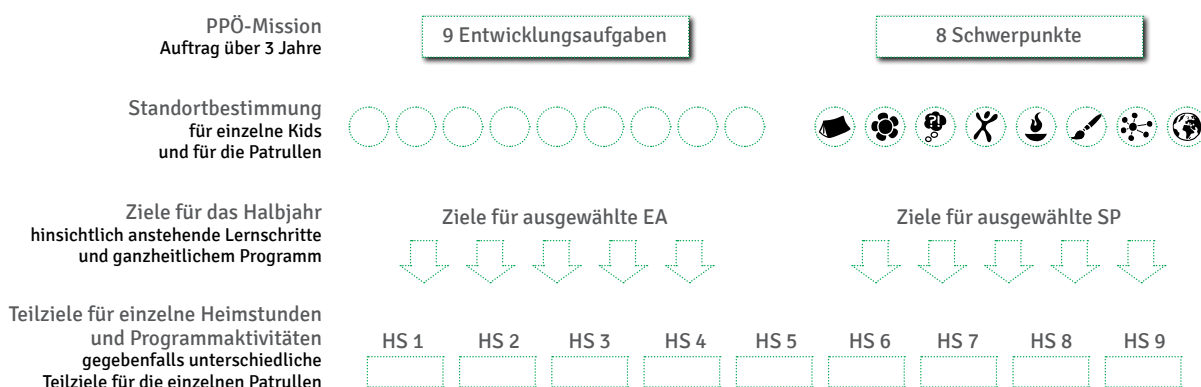 PPÖ-Mission
Auftrag über 3 Jahre
9 Entwicklungsaufgaben
8 Schwerpunkte
Standortbestimmung
für einzelne Kids
und für die Patrullen
?!
Ziele für das Halbjahr
hinsichtlich anstehende Lernschritte
und ganzheitlichem Programm
Ziele für ausgewählte EA
Ziele für ausgewählte SP
Teilziele für einzelne Heimstunden
und Programmaktivitäten
gegebenfalls unterschiedliche
Teilziele für die einzelnen Patrullen
HS 1 HS 2 HS 3 HS 4 HS 5 HS 6 HS 7 HS 8 HS 9